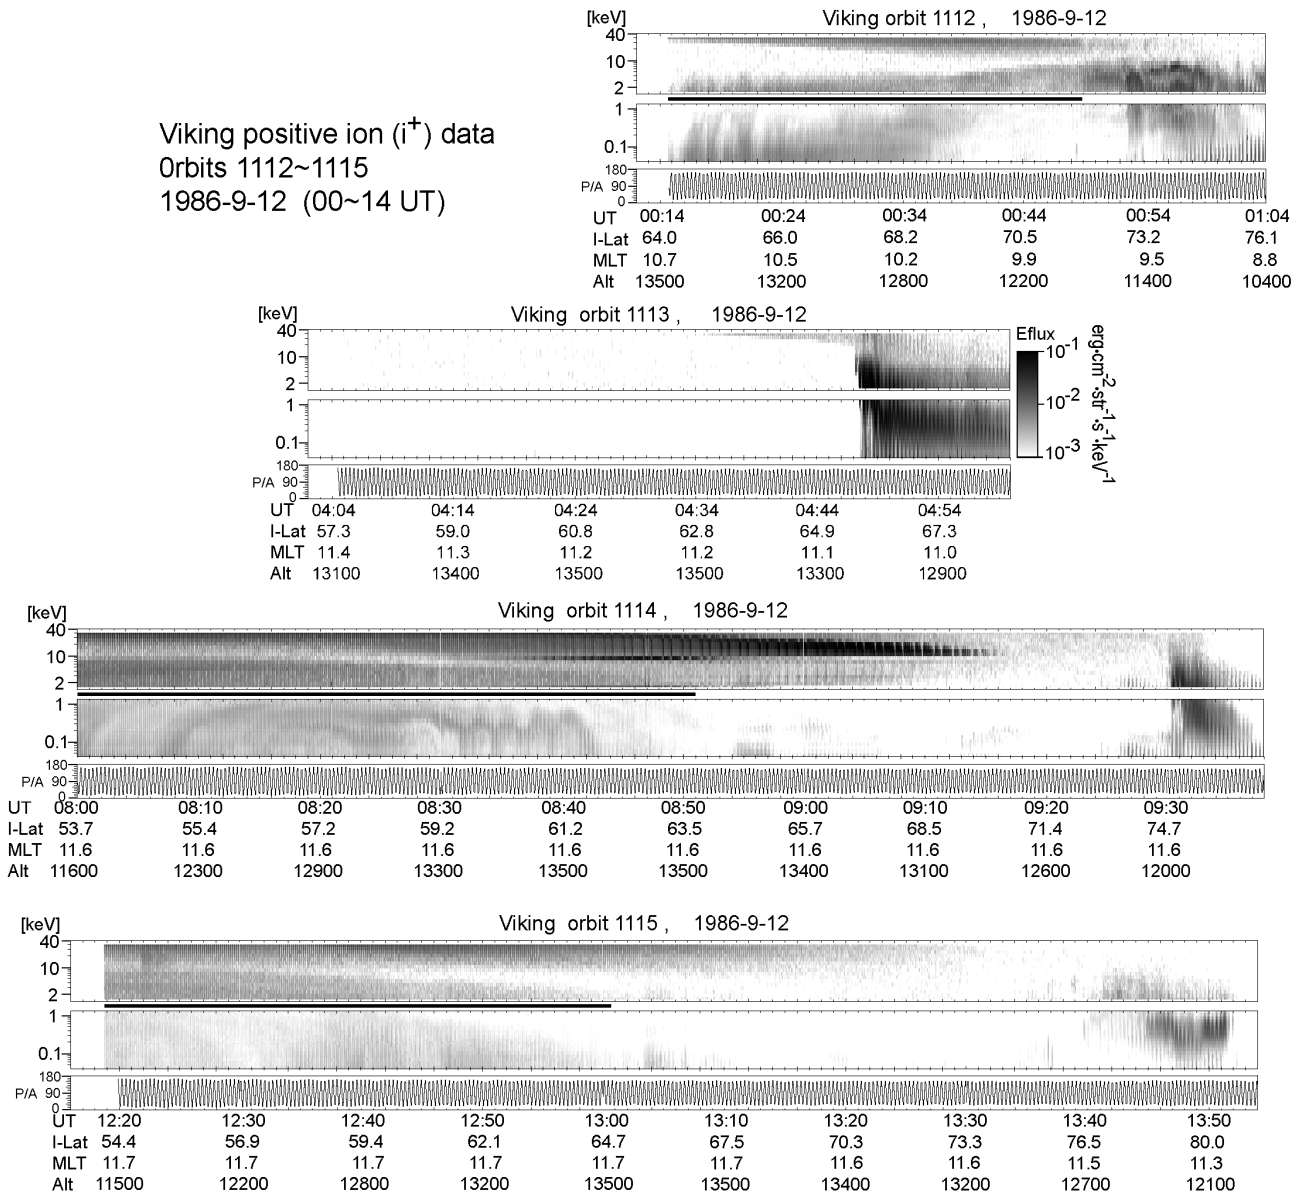 [keV] Viking orbit 1112 , 1986-9-12
40
10
2
1
0.1
180
P/A 90
0
UT 00:14 00:24 00:34 00:44 00:54 01:04
I-Lat 64.0 66.0 68.2 70.5 73.2 76.1
MLT 10.7 10.5 10.2 9.9 9.5 8.8
Alt 13500 13200 12800 12200 11400 10400
Viking positive ion (i+) data
Orbits 1112~1115
1986-9-12 (00~14 UT)
[keV] Viking orbit 1113 , 1986-9-12
40
10
2
1
0.1
180
P/A 90
0
UT 04:04 04:14 04:24 04:34 04:44 04:54
I-Lat 57.3 59.0 60.8 62.8 64.9 67.3
MLT 11.4 11.3 11.2 11.2 11.1 11.0
Alt 13100 13400 13500 13500 13300 12900
Eflux
10-1
10-2
10-3
erg·cm-2·str-1·s-1·keV-1
[keV] Viking orbit 1114 , 1986-9-12
40
10
2
1
0.1
180
P/A 90
0
UT 08:00 08:10 08:20 08:30 08:40 08:50 09:00 09:10 09:20 09:30
I-Lat 53.7 55.4 57.2 59.2 61.2 63.5 65.7 68.5 71.4 74.7
MLT 11.6 11.6 11.6 11.6 11.6 11.6 11.6 11.6 11.6 11.6
Alt 11600 12300 12900 13300 13500 13500 13400 13100 12600 12000
[keV] Viking orbit 1115 , 1986-9-12
40
10
2
1
0.1
180
P/A 90
0
UT 12:20 12:30 12:40 12:50 13:00 13:10 13:20 13:30 13:40 13:50
I-Lat 54.4 56.9 59.4 62.1 64.7 67.5 70.3 73.3 76.5 80.0
MLT 11.7 11.7 11.7 11.7 11.7 11.7 11.6 11.6 11.5 11.3
Alt 11500 12200 12800 13200 13500 13500 13400 13200 12700 12100